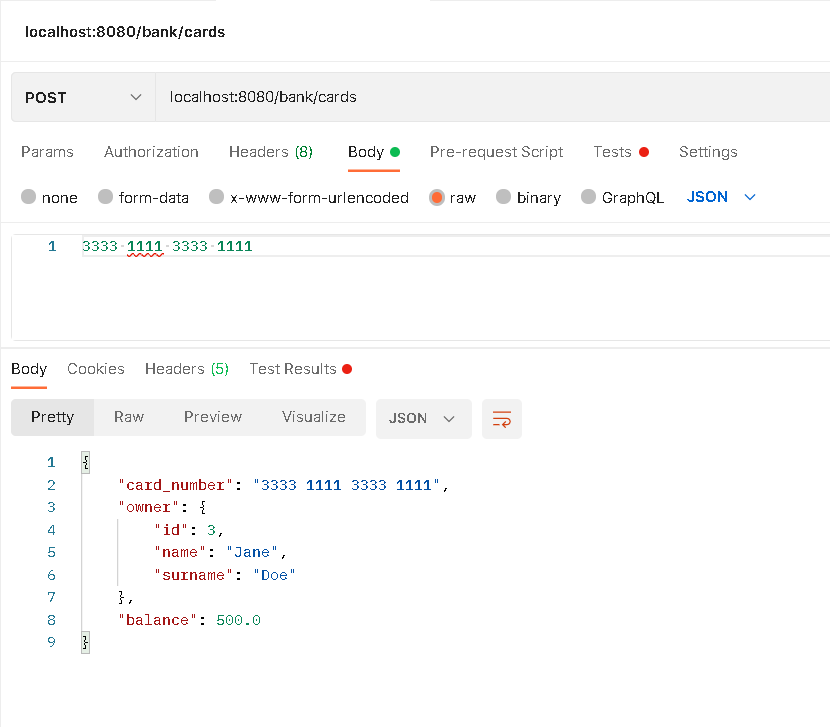 localhost:8080/bank/cards
POST localhost:8080/bank/cards
Params Authorization Headers (8) Body Pre-request Script Tests Settings
none form-data x-www-form-urlencoded raw binary GraphQL JSON
1 3333 1111 3333 1111
Body Cookies Headers (5) Test Results
Pretty Raw Preview Visualize JSON
1 {
2 "card_number": "3333 1111 3333 1111",
3 "owner": {
4 "id": 3,
5 "name": "Jane",
6 "surname": "Doe"
7 },
8 "balance": 500.0
9 }